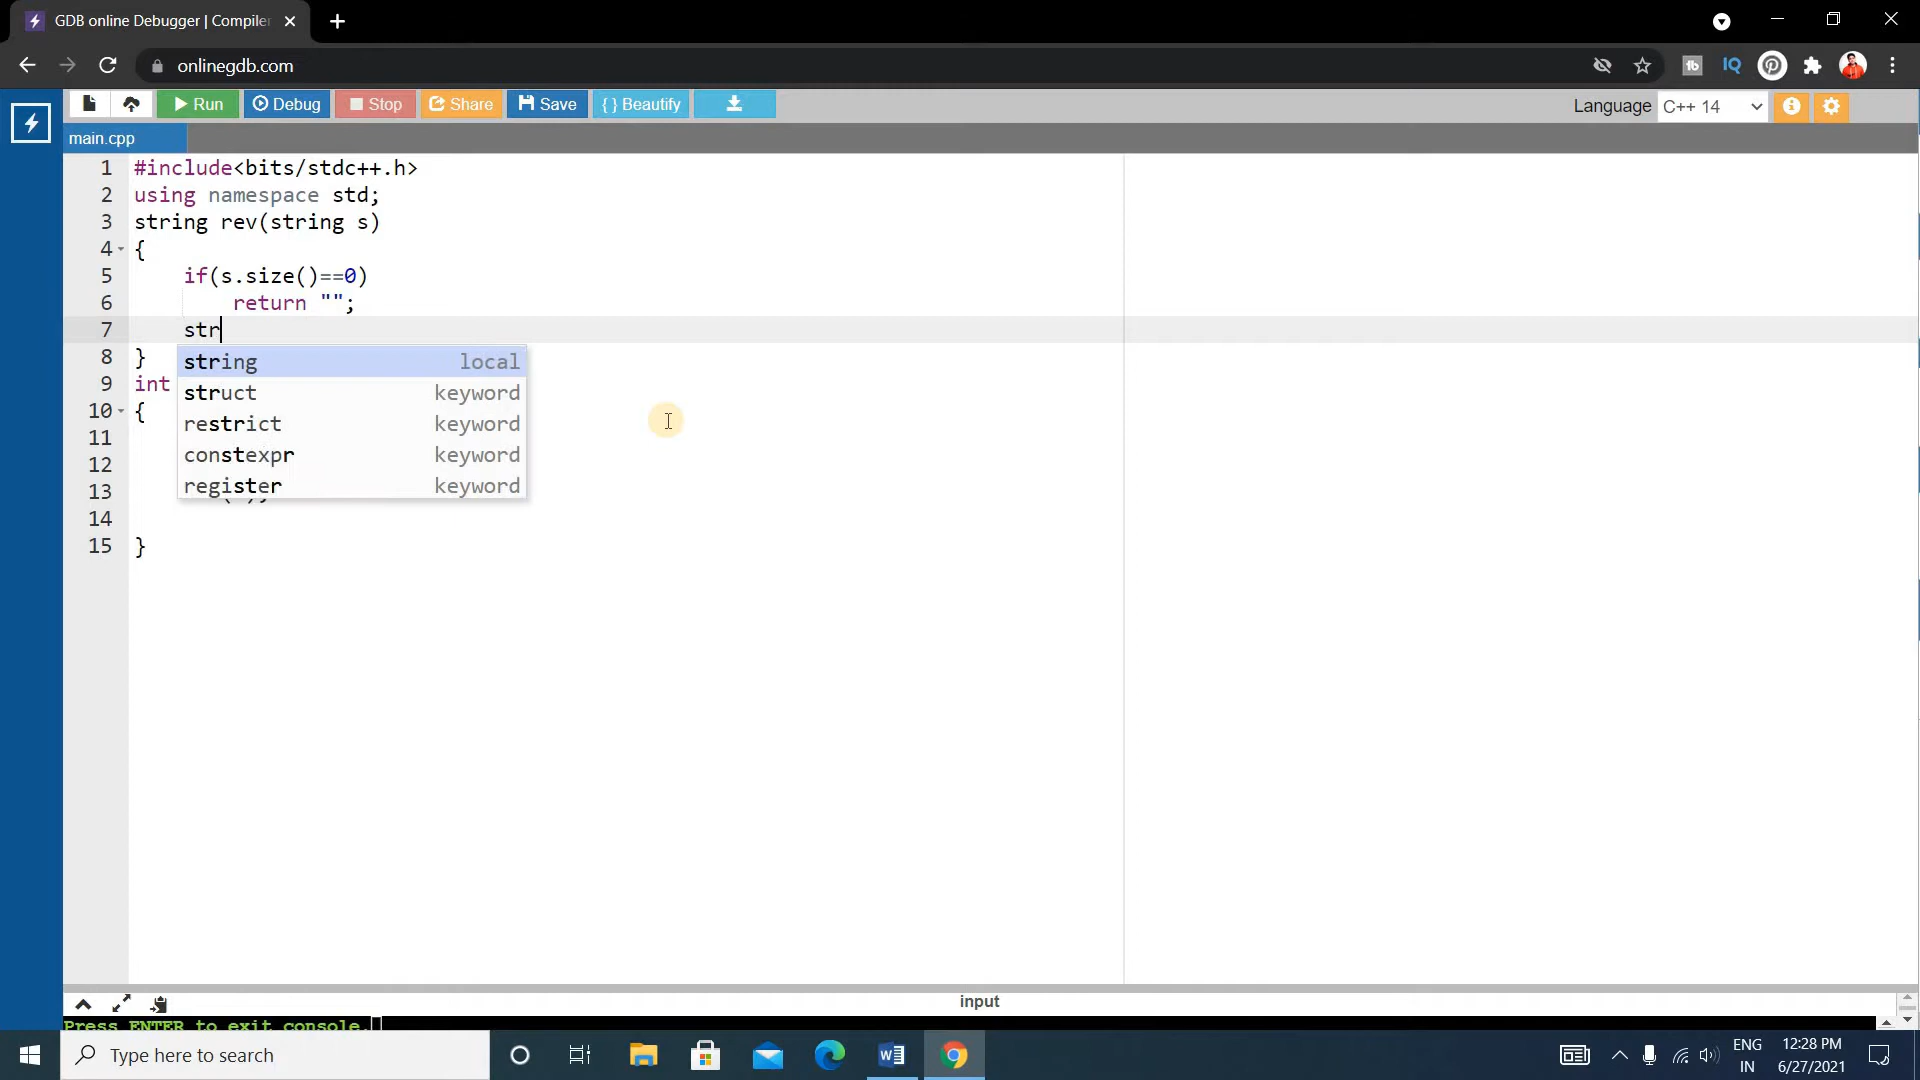 GDB online Debugger | Compiler
onlinegdb.com
Run Debug Stop Share Save { } Beautify Language C++ 14
main.cpp
1 #include<bits/stdc++.h>
2 using namespace std;
3 string rev(string s)
4 {
5 if(s.size()==0)
6 return "";
7 str
8 }
string local
9 int
struct keyword
10 {
restrict keyword
11
constexpr keyword
12
register keyword
13
14
15 }
input
Press ENTER to exit console.
Type here to search
ENG
IN
12:28 PM
6/27/2021